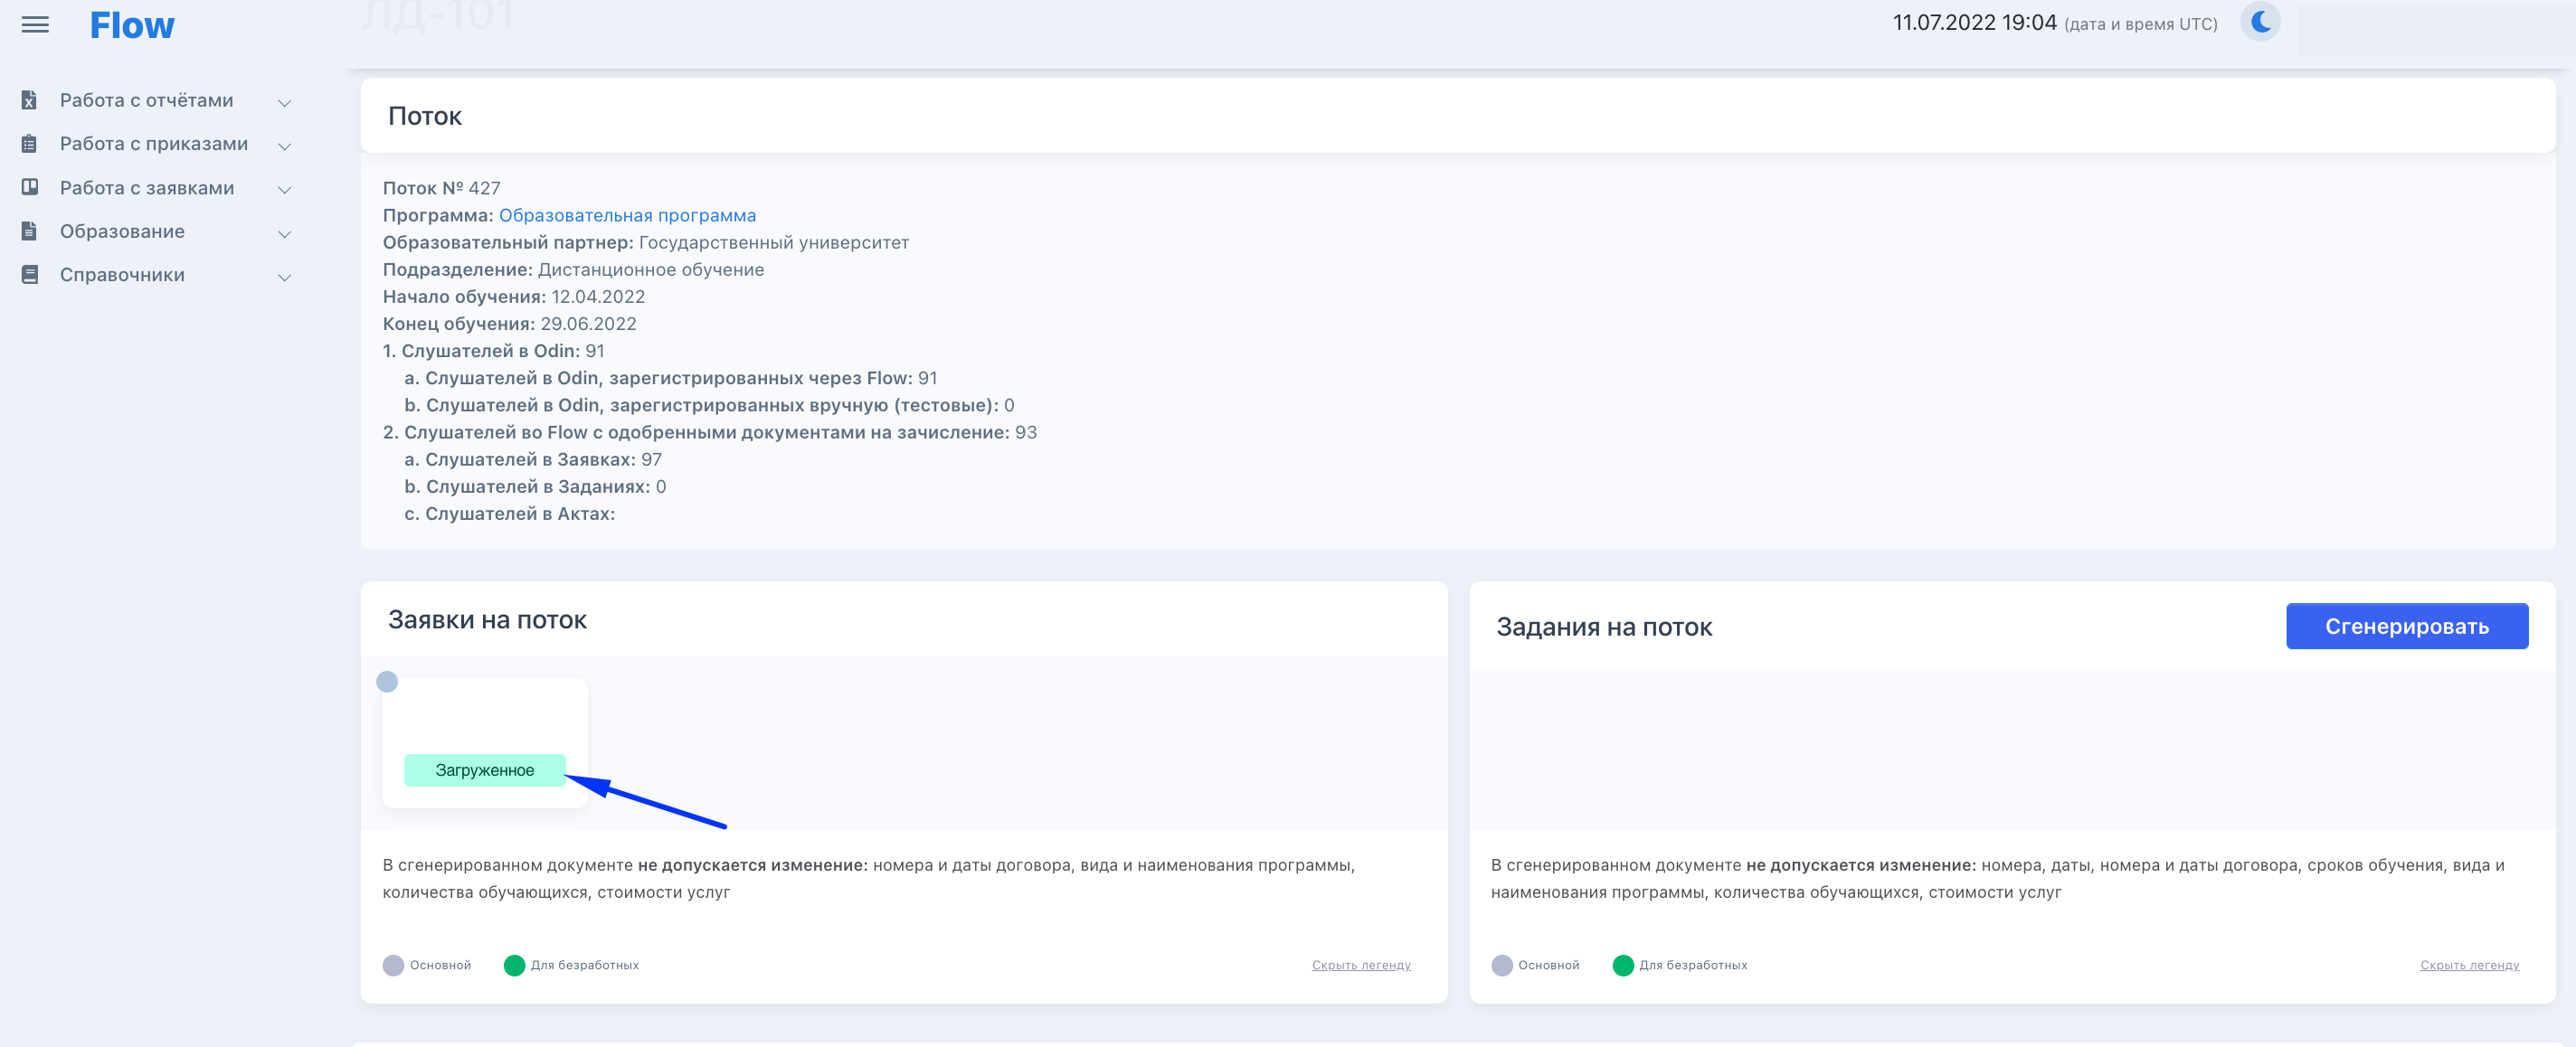 Flow
ЛД-101
11.07.2022 19:04 (дата и время UTC)
Работа с отчётами
Работа с приказами
Работа с заявками
Образование
Справочники
Поток
Поток № 427
Программа: Образовательная программа
Образовательный партнер: Государственный университет
Подразделение: Дистанционное обучение
Начало обучения: 12.04.2022
Конец обучения: 29.06.2022
1. Слушателей в Odin: 91
a. Слушателей в Odin, зарегистрированных через Flow: 91
b. Слушателей в Odin, зарегистрированных вручную (тестовые): 0
2. Слушателей во Flow с одобренными документами на зачисление: 93
a. Слушателей в Заявках: 97
b. Слушателей в Заданиях: 0
c. Слушателей в Актах:
Заявки на поток
Загруженное
В сгенерированном документе не допускается изменение: номера и даты договора, вида и наименования программы,
количества обучающихся, стоимости услуг
Основной
Для безработных
Скрыть легенду
Задания на поток
Сгенерировать
В сгенерированном документе не допускается изменение: номера, даты, номера и даты договора, сроков обучения, вида и
наименования программы, количества обучающихся, стоимости услуг
Основной
Для безработных
Скрыть легенду